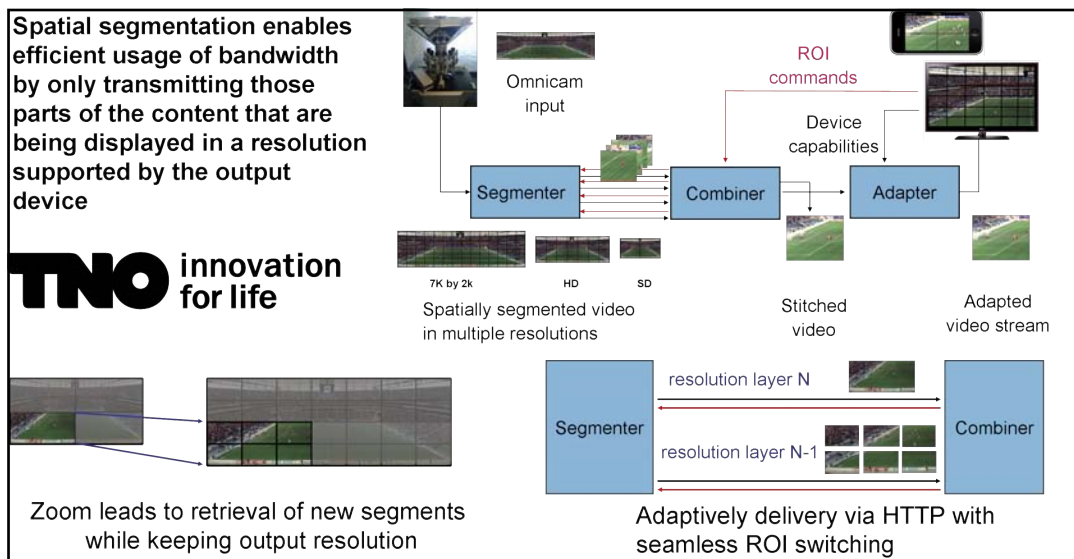 Spatial segmentation enables
efficient usage of bandwidth
by only transmitting those
parts of the content that are
being displayed in a resolution
supported by the output
device
Omnicam
input
ROI
commands
Device
capabilities
Segmenter
Combiner
Adapter
7K by 2k
HD
SD
Spatially segmented video
in multiple resolutions
Stitched
video
Adapted
video stream
TNO innovation
for life
Zoom leads to retrieval of new segments
while keeping output resolution
Segmenter
resolution layer N
resolution layer N-1
Combiner
Adaptively delivery via HTTP with
seamless ROI switching